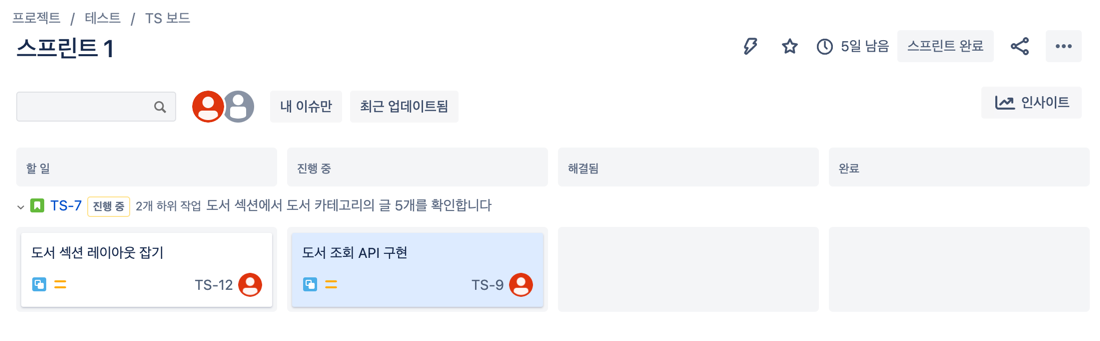 프로젝트 / 테스트 / TS 보드
스프린트 1
5일 남음 스프린트 완료
내 이슈만 최근 업데이트됨
인사이트
할 일 진행 중 해결됨 완료
TS-7 진행 중 2개 하위 작업 도서 섹션에서 도서 카테고리의 글 5개를 확인합니다
도서 섹션 레이아웃 잡기
TS-12
도서 조회 API 구현
TS-9